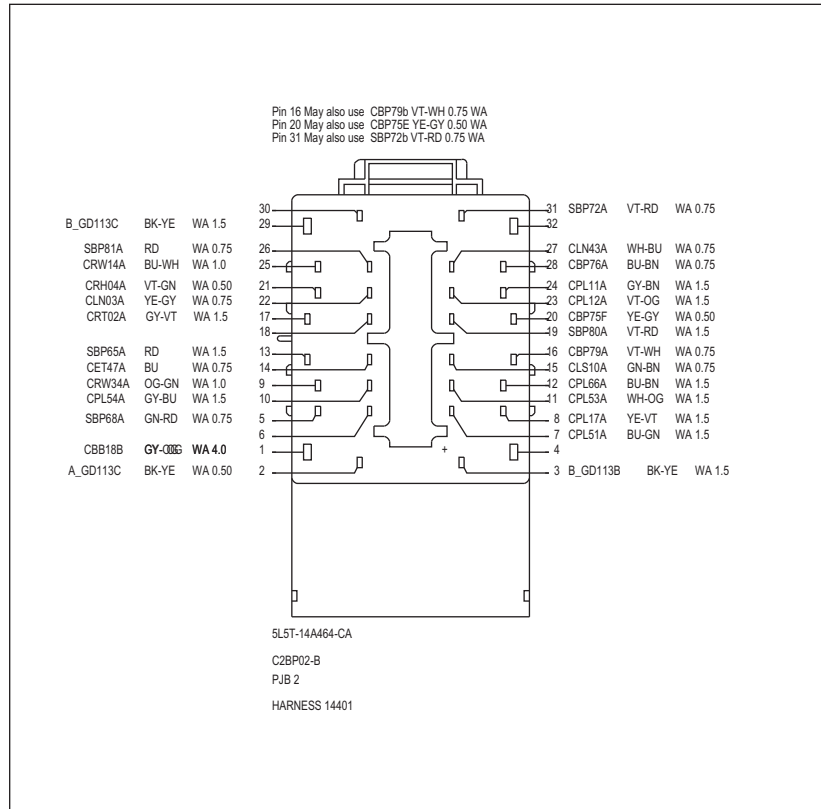 Pin 16 May also use CBP79b VT-WH 0.75 WA
Pin 20 May also use CBP75E YE-GY 0.50 WA
Pin 31 May also use SBP72b VT-RD 0.75 WA
30
31 SBP72A VT-RD WA 0.75
B_GD113C BK-YE WA 1.5 29
32
SBP81A RD WA 0.75 26
27 CLN43A WH-BU WA 0.75
CRW14A BU-WH WA 1.0 25
28 CBP76A BU-BN WA 0.75
CRH04A VT-GN WA 0.50 21
24 CPL11A GY-BN WA 1.5
CLN03A YE-GY WA 0.75 22
23 CPL12A VT-OG WA 1.5
CRT02A GY-VT WA 1.5 17
20 CBP75F YE-GY WA 0.50
18
19 SBP80A VT-RD WA 1.5
SBP65A RD WA 1.5 13
16 CBP79A VT-WH WA 0.75
CET47A BU WA 0.75 14
15 CLS10A GN-BN WA 0.75
CRW34A OG-GN WA 1.0 9
12 CPL66A BU-BN WA 1.5
CPL54A GY-BU WA 1.5 10
11 CPL53A WH-OG WA 1.5
SBP68A GN-RD WA 0.75 5
8 CPL17A YE-VT WA 1.5
6
7 CPL51A BU-GN WA 1.5
CBB18B WA 4.0 1
+
4
A_GD113C BK-YE WA 0.50 2
3 B_GD113B BK-YE WA 1.5
5L5T-14A464-CA
C2BP02-B
PJB 2
HARNESS 14401